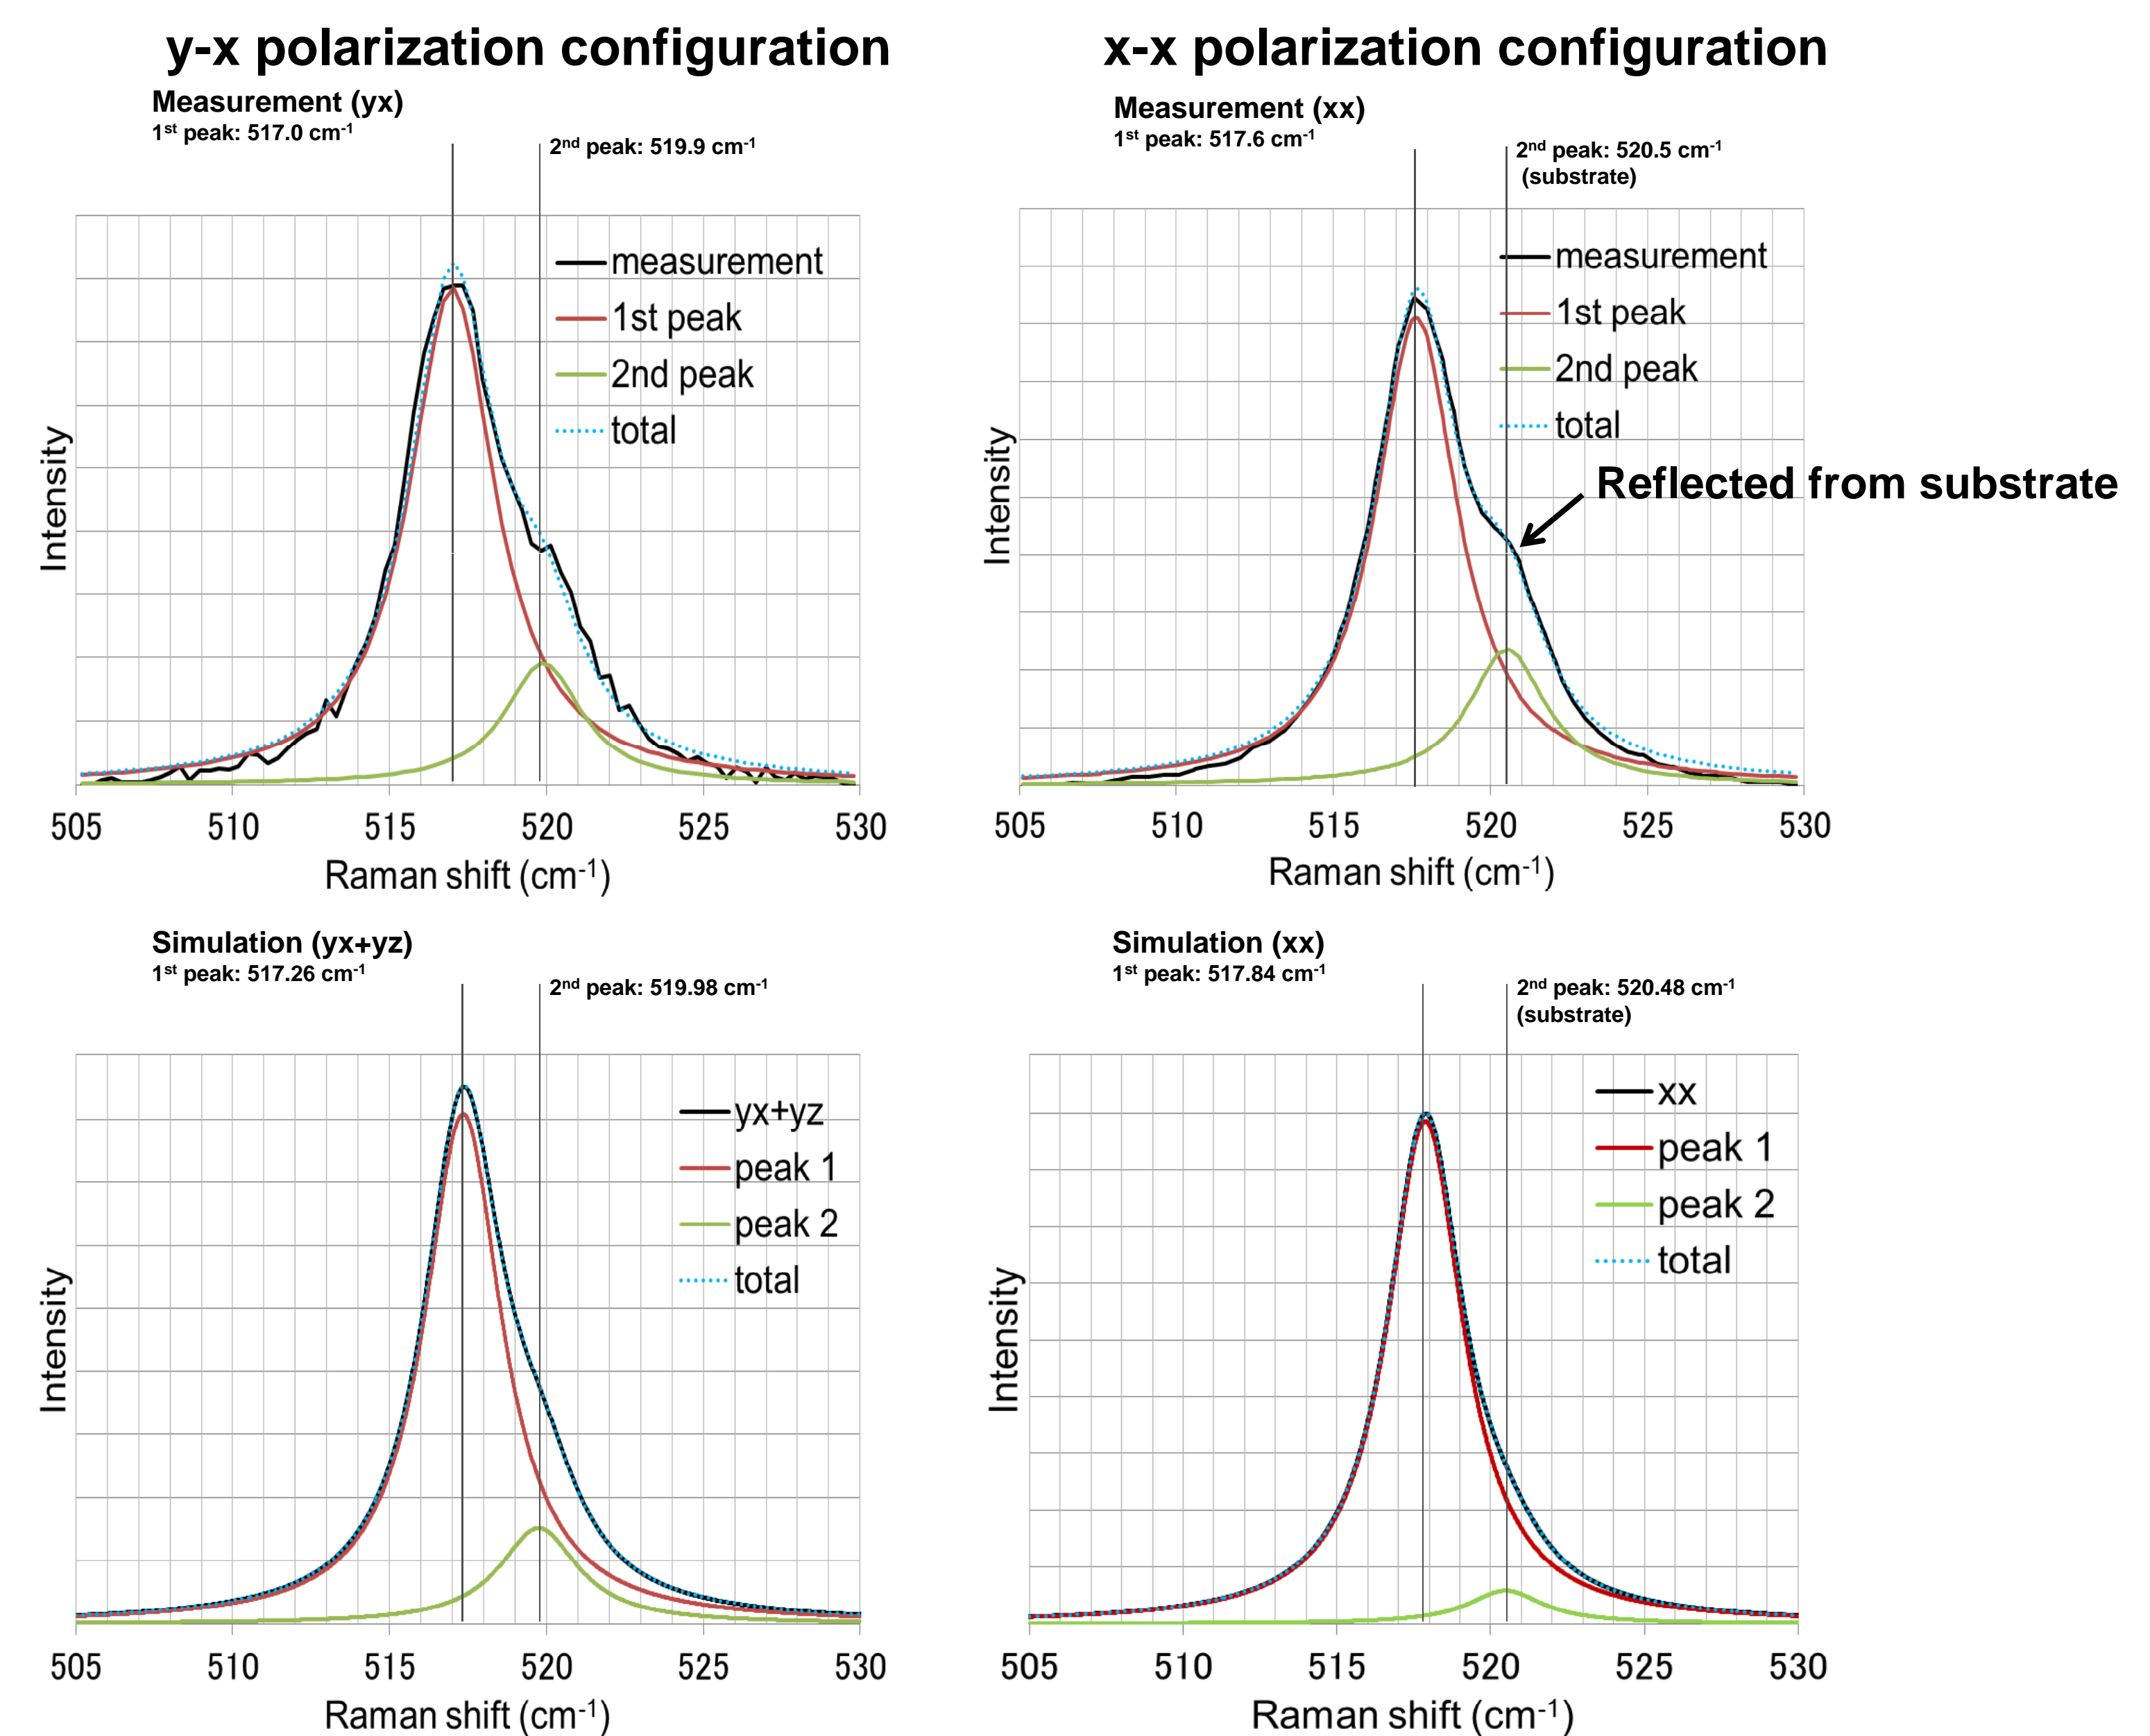 y-x polarization configuration
Measurement (yx)
1st peak: 517.0 cm-1
2nd peak: 519.9 cm-1
measurement
1st peak
2nd peak
total
Intensity
505 510 515 520 525 530
Raman shift (cm-1)
x-x polarization configuration
Measurement (xx)
1st peak: 517.6 cm-1
2nd peak: 520.5 cm-1
(substrate)
measurement
1st peak
2nd peak
total
Reflected from substrate
Intensity
505 510 515 520 525 530
Raman shift (cm-1)
Simulation (yx+yz)
1st peak: 517.26 cm-1
2nd peak: 519.98 cm-1
yx+yz
peak 1
peak 2
total
Intensity
505 510 515 520 525 530
Raman shift (cm-1)
Simulation (xx)
1st peak: 517.84 cm-1
2nd peak: 520.48 cm-1
(substrate)
xx
peak 1
peak 2
total
Intensity
505 510 515 520 525 530
Raman shift (cm-1)